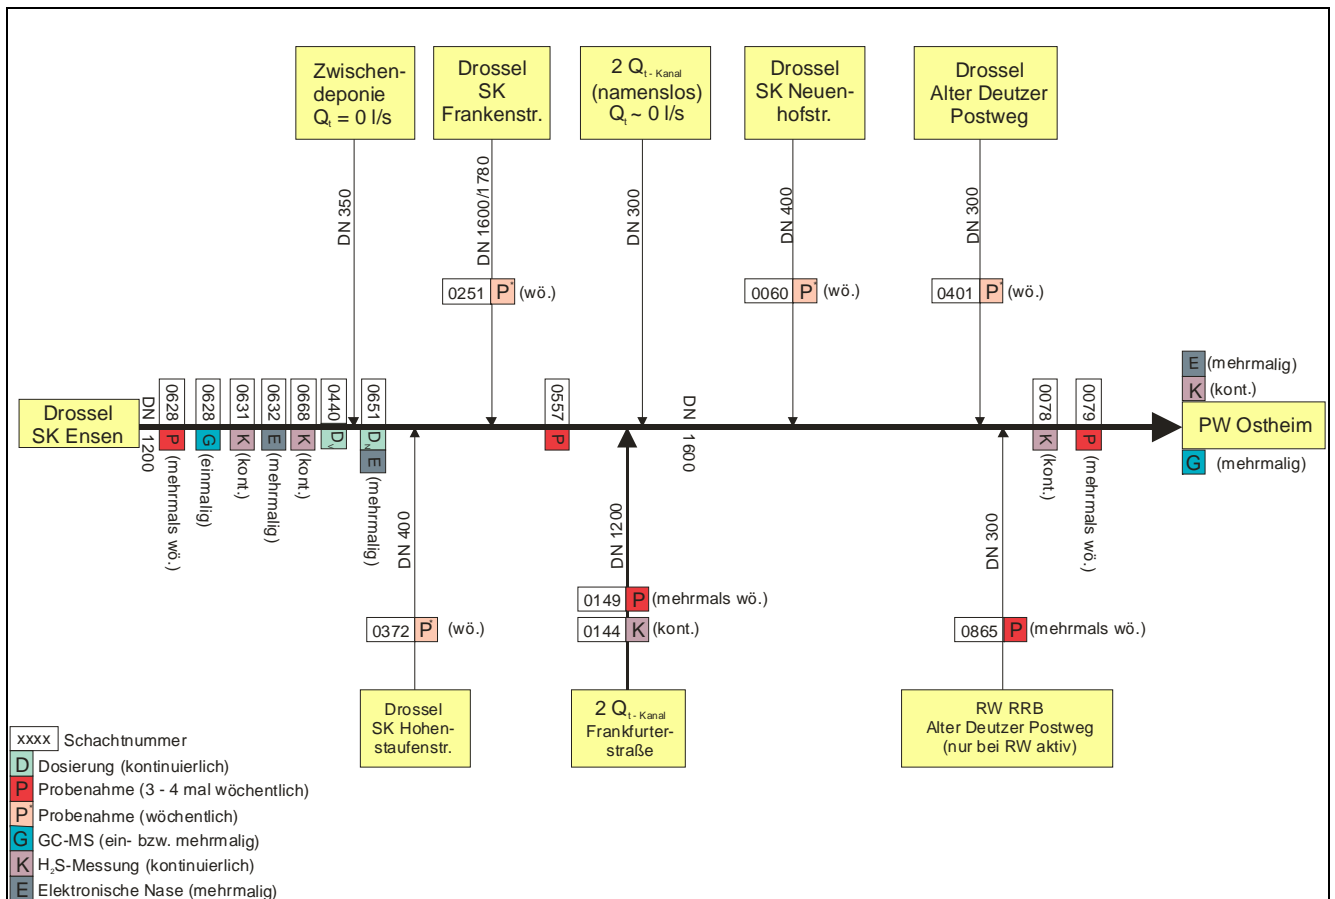 Zwischen-
deponie
Qt = 0 l/s
Drossel
SK
Frankenstr.
2 Qt - Kanal
(namenslos)
Qt ~ 0 l/s
Drossel
SK Neuen-
hofstr.
Drossel
Alter Deutzer
Postweg
DN 350
DN 1600/1780
DN 300
DN 400
DN 300
0251 P* (wö.)
0060 P* (wö.)
0401 P* (wö.)
E (mehrmalig)
K (kont.)
PW Ostheim
G (mehrmalig)
Drossel
SK Ensen
DN 1200
0628 P (mehrmals wö.)
0628 G (einmalig)
0631 K (kont.)
0632 E (mehrmalig)
0668 K (kont.)
0440 DV
0651 DN E (mehrmalig)
0557 P
DN 1600
0078 K (kont.)
0079 P (mehrmals wö.)
DN 400
DN 1200
DN 300
0372 P* (wö.)
0149 P (mehrmals wö.)
0144 K (kont.)
0865 P (mehrmals wö.)
Drossel
SK Hohen-
staufenstr.
2 Qt - Kanal
Frankfurter-
straße
RW RRB
Alter Deutzer Postweg
(nur bei RW aktiv)
xxxx Schachtnummer
D Dosierung (kontinuierlich)
P Probenahme (3 - 4 mal wöchentlich)
P* Probenahme (wöchentlich)
G GC-MS (ein- bzw. mehrmalig)
K H2S-Messung (kontinuierlich)
E Elektronische Nase (mehrmalig)